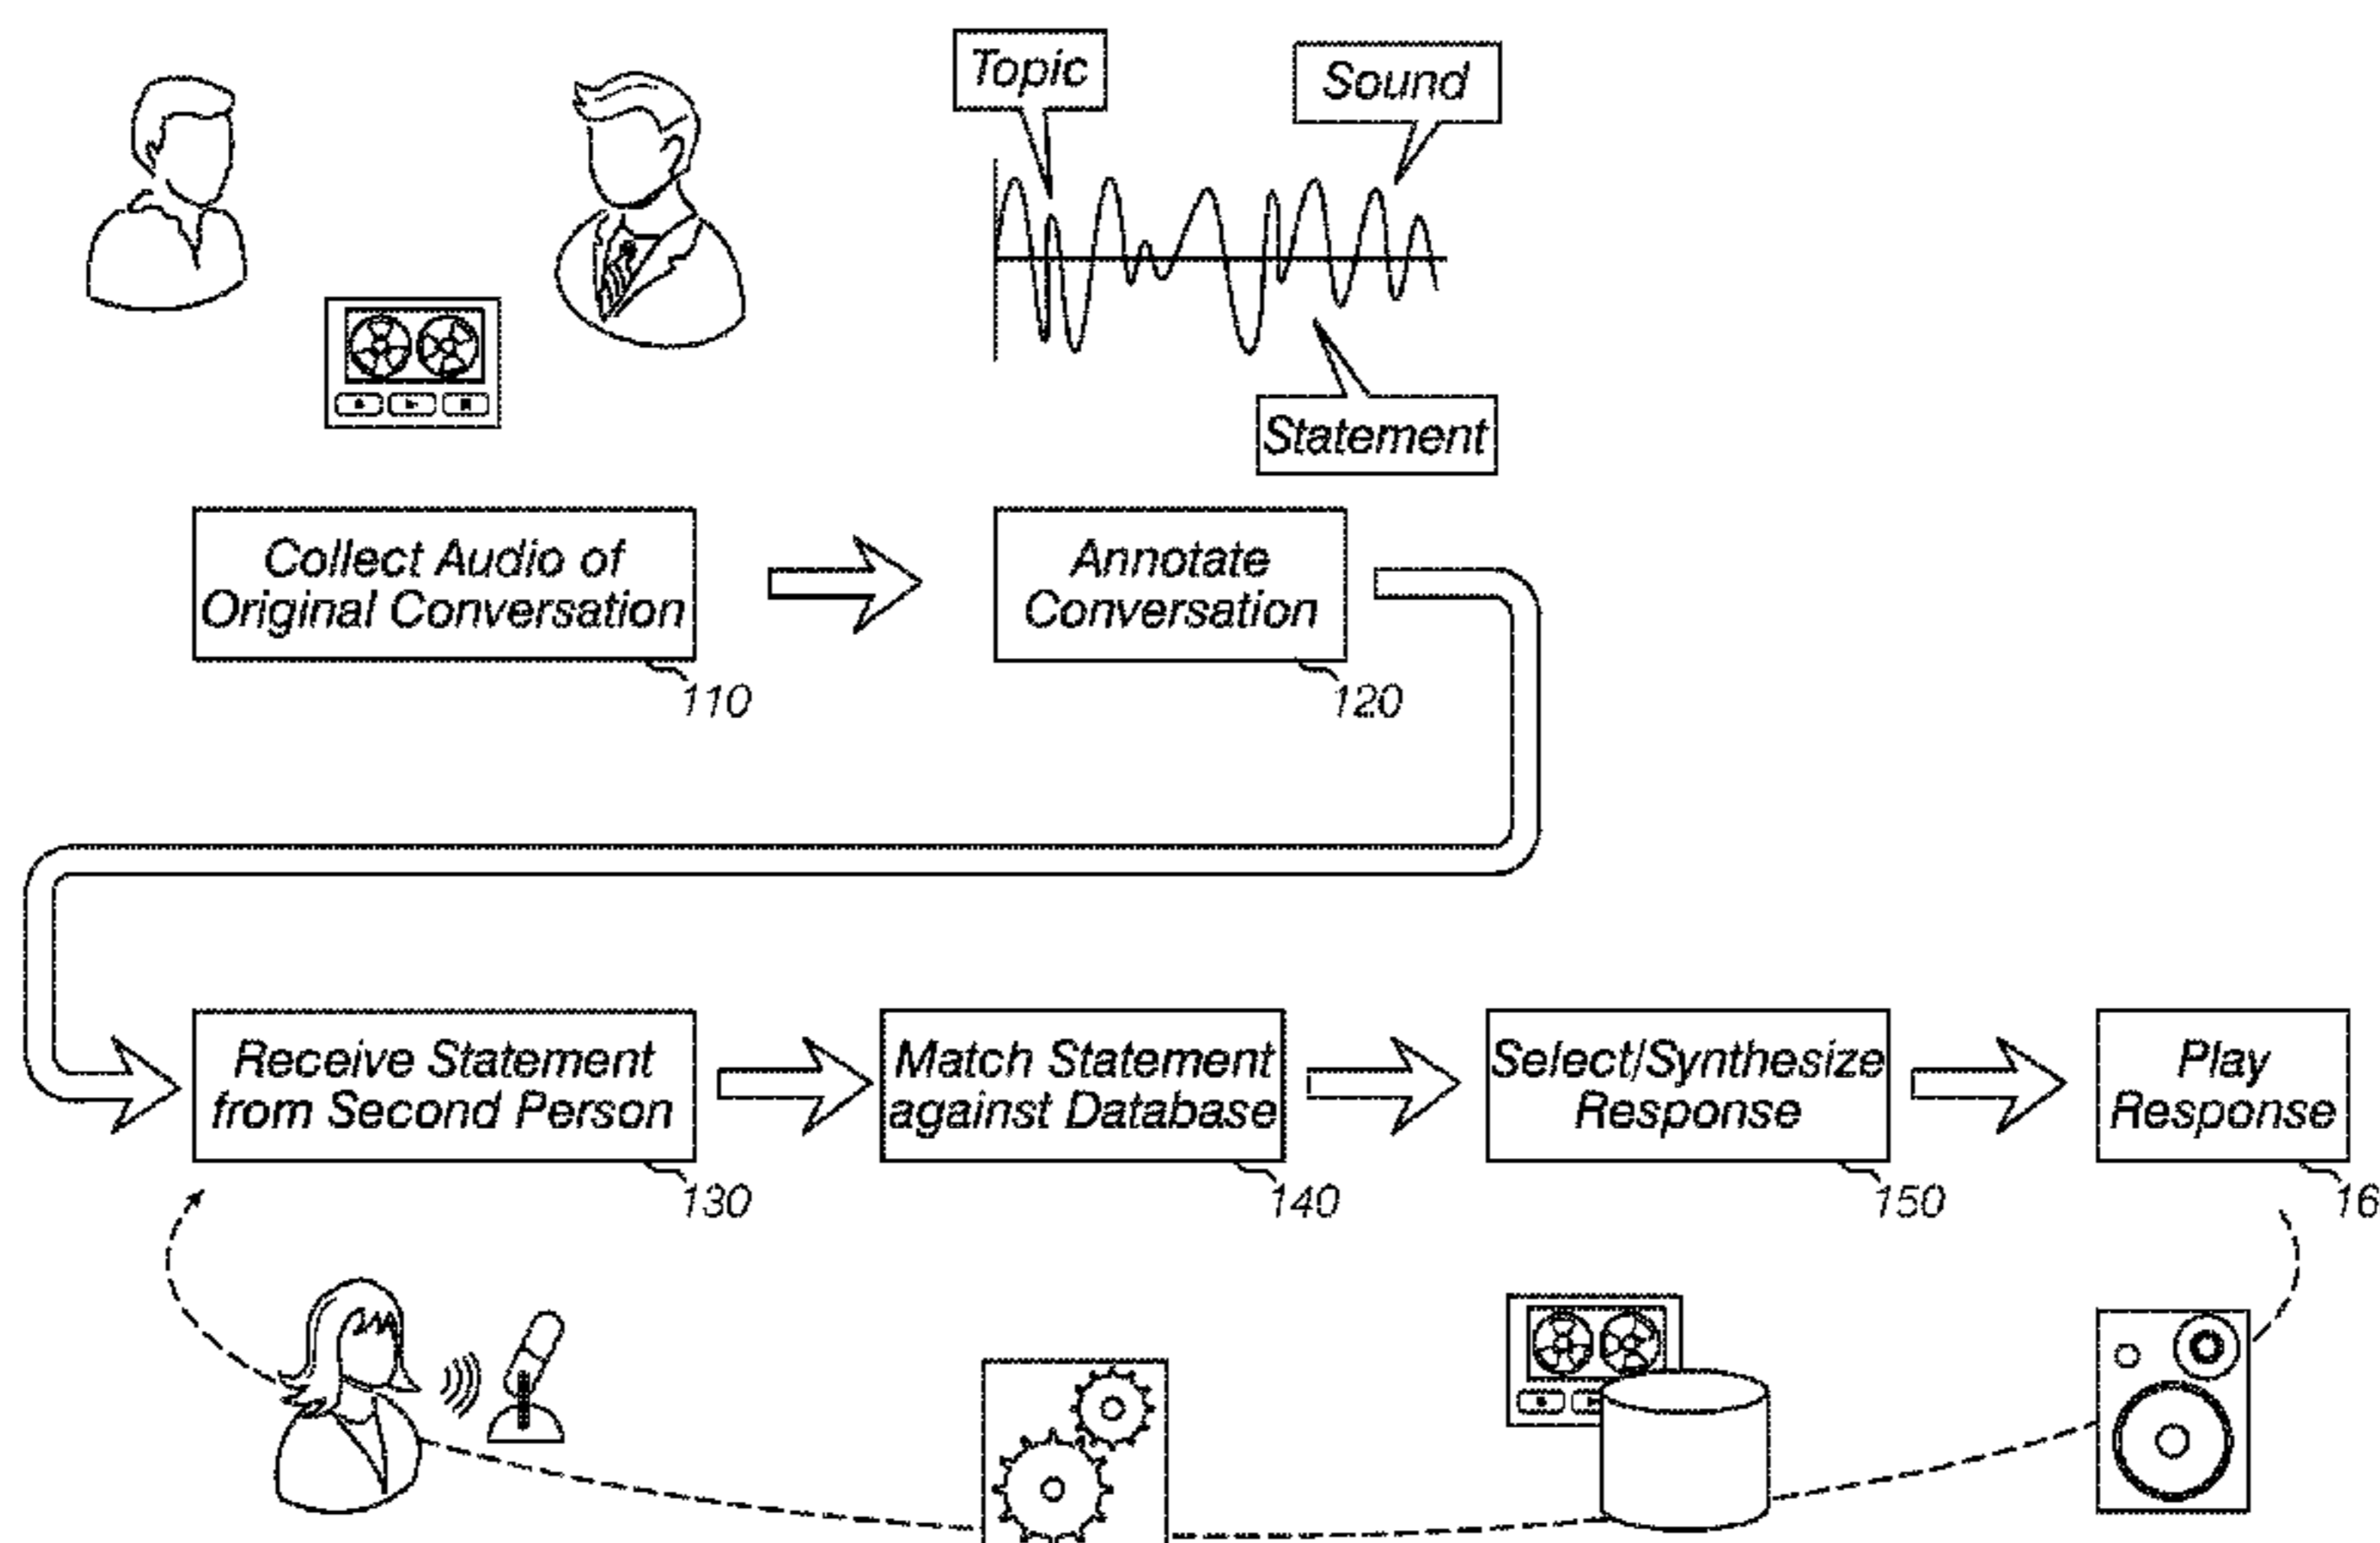 Topic
Sound
Statement
Collect Audio of
Original Conversation
110
Annotate
Conversation
120
Receive Statement
from Second Person
130
Match Statement
against Database
140
Select/Synthesize
Response
150
Play
Response
16